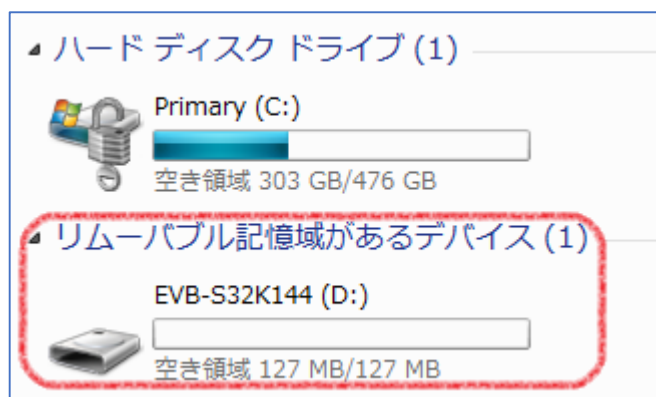 ハード ディスク ドライブ (1)
Primary (C:)
空き領域 303 GB/476 GB
リムーバブル記憶域があるデバイス (1)
EVB-S32K144 (D:)
空き領域 127 MB/127 MB